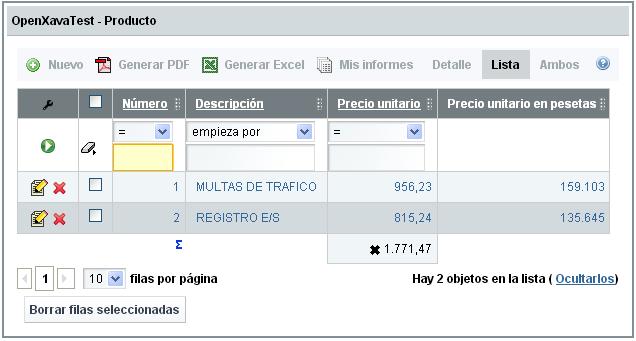 OpenXavaTest - Producto
Nuevo Generar PDF Generar Excel Mis informes Detalle Lista Ambos ?
Número Descripción Precio unitario Precio unitario en pesetas
= empieza por =
1 MULTAS DE TRAFICO 956,23 159.103
2 REGISTRO E/S 815,24 135.645
Σ 1.771,47
1 10 filas por página Hay 2 objetos en la lista ( Ocultarlos)
Borrar filas seleccionadas